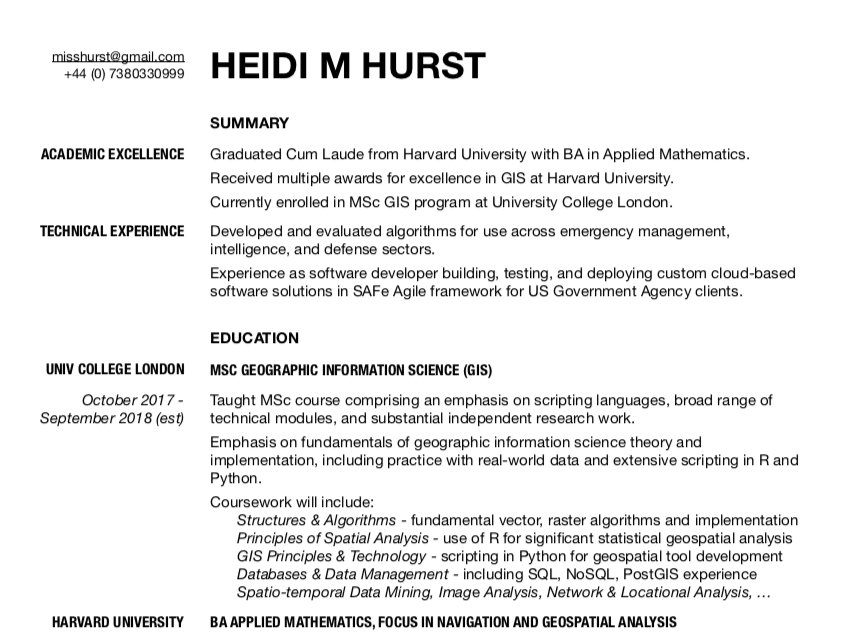 misshurst@gmail.com
+44 (0) 7380330999
HEIDI M HURST
SUMMARY
ACADEMIC EXCELLENCE
Graduated Cum Laude from Harvard University with BA in Applied Mathematics.
Received multiple awards for excellence in GIS at Harvard University.
Currently enrolled in MSc GIS program at University College London.
TECHNICAL EXPERIENCE
Developed and evaluated algorithms for use across emergency management,
intelligence, and defense sectors.
Experience as software developer building, testing, and deploying custom cloud-based
software solutions in SAFe Agile framework for US Government Agency clients.
EDUCATION
UNIV COLLEGE LONDON
MSC GEOGRAPHIC INFORMATION SCIENCE (GIS)
October 2017 -
September 2018 (est)
Taught MSc course comprising an emphasis on scripting languages, broad range of
technical modules, and substantial independent research work.
Emphasis on fundamentals of geographic information science theory and
implementation, including practice with real-world data and extensive scripting in R and
Python.
Coursework will include:
Structures & Algorithms - fundamental vector, raster algorithms and implementation
Principles of Spatial Analysis - use of R for significant statistical geospatial analysis
GIS Principles & Technology - scripting in Python for geospatial tool development
Databases & Data Management - including SQL, NoSQL, PostGIS experience
Spatio-temporal Data Mining, Image Analysis, Network & Locational Analysis, …
HARVARD UNIVERSITY
BA APPLIED MATHEMATICS, FOCUS IN NAVIGATION AND GEOSPATIAL ANALYSIS